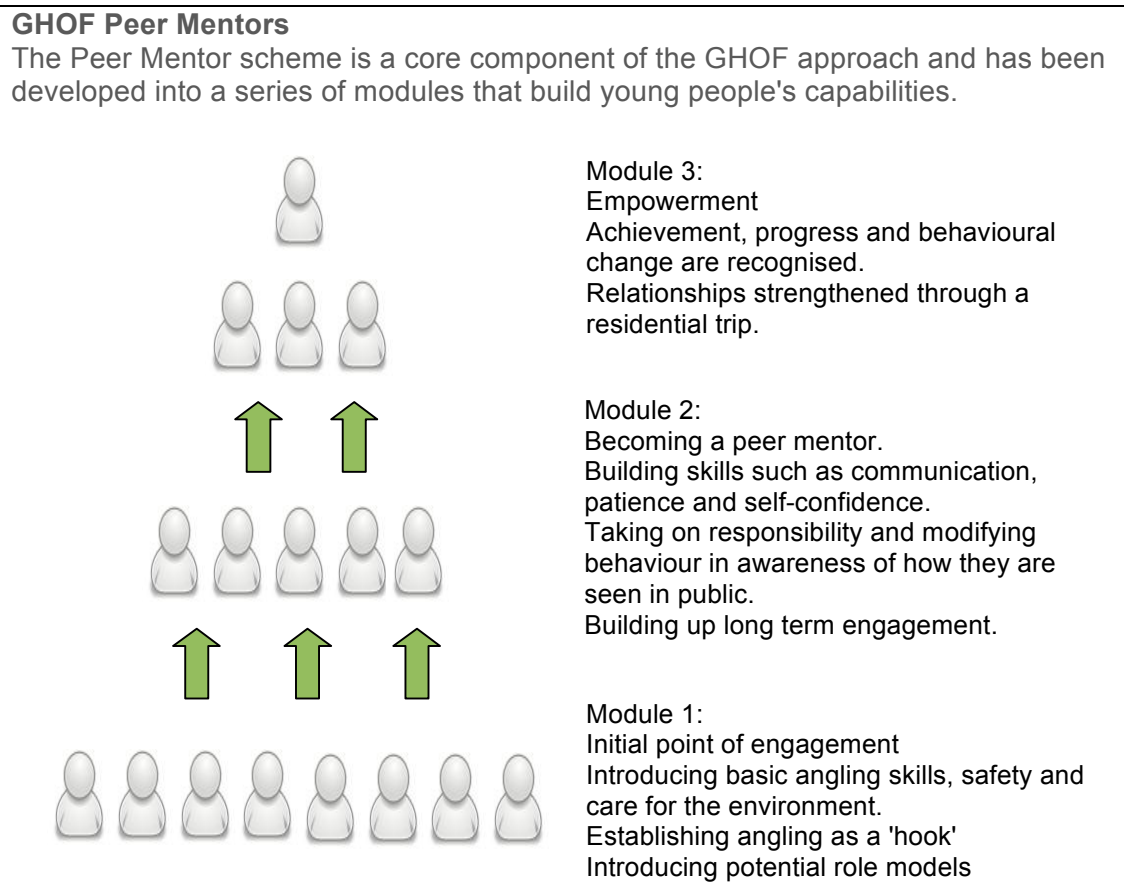 GHOF Peer Mentors
The Peer Mentor scheme is a core component of the GHOF approach and has been
developed into a series of modules that build young people's capabilities.
Module 3:
Empowerment
Achievement, progress and behavioural
change are recognised.
Relationships strengthened through a
residential trip.
Module 2:
Becoming a peer mentor.
Building skills such as communication,
patience and self-confidence.
Taking on responsibility and modifying
behaviour in awareness of how they are
seen in public.
Building up long term engagement.
Module 1:
Initial point of engagement
Introducing basic angling skills, safety and
care for the environment.
Establishing angling as a 'hook'
Introducing potential role models